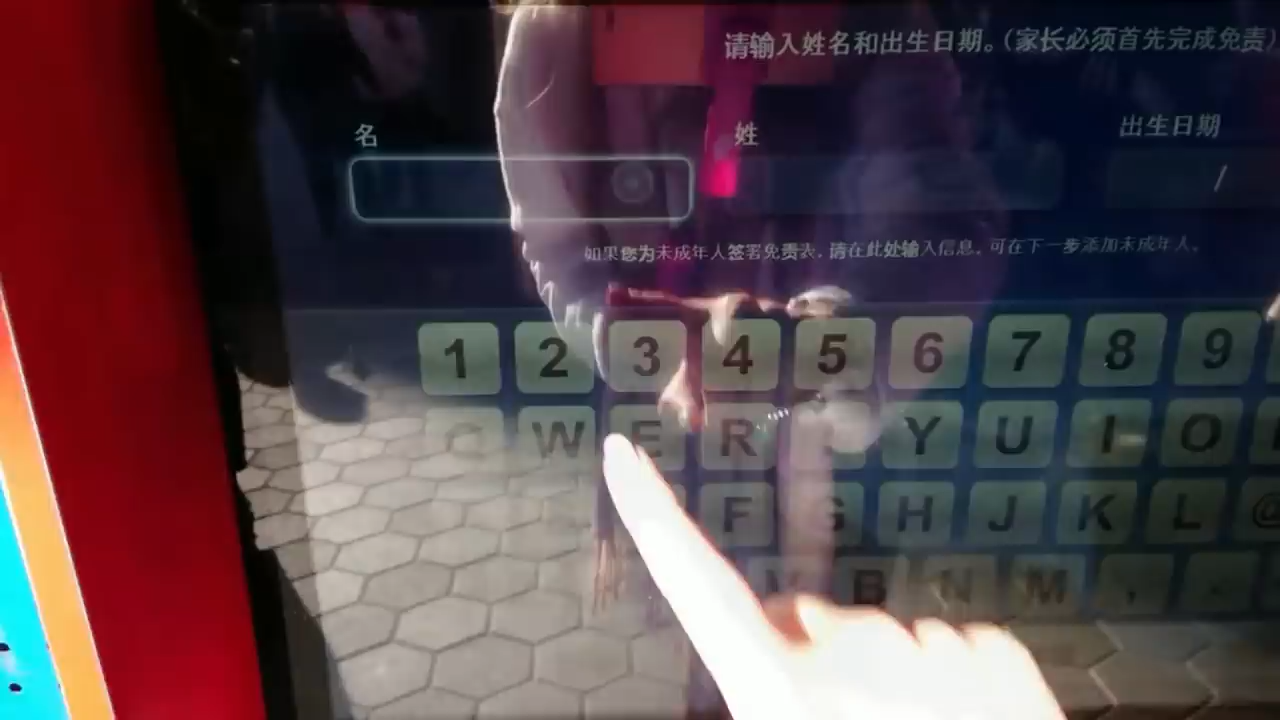 请输入姓名和出生日期。(家长必须首先完成免责)
名
姓
出生日期
/
如果您为未成年人签署免责表，请在此处输入信息。可在下一步添加未成年人。
1 2 3 4 5 6 7 8 9
W E R Y U I O
F G H J K L @
V B N M ,